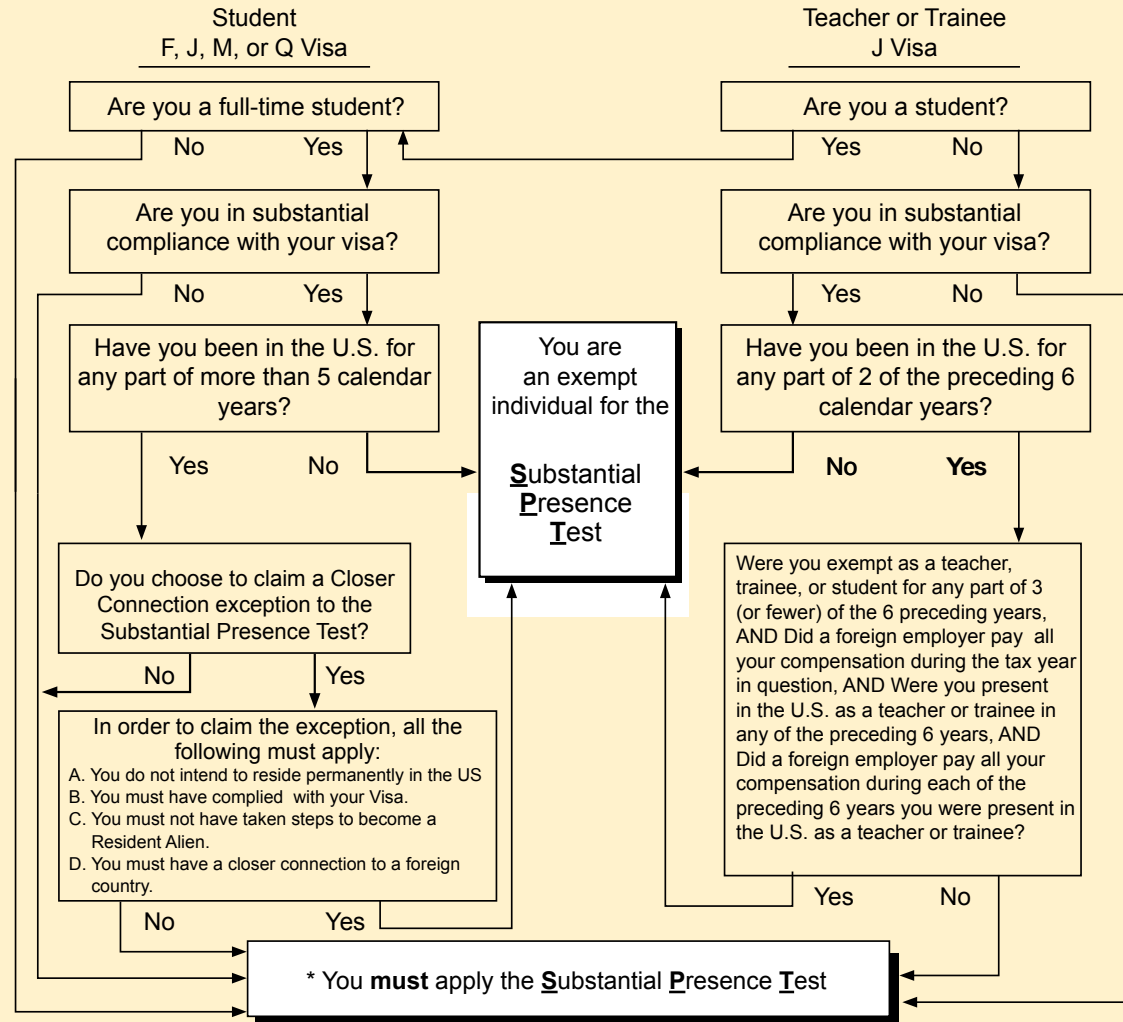 Student
F, J, M, or Q Visa
Teacher or Trainee
J Visa
Are you a full-time student?
Are you a student?
No
Yes
Yes
No
Are you in substantial
compliance with your visa?
Are you in substantial
compliance with your visa?
No
Yes
Yes
No
Have you been in the U.S. for
any part of more than 5 calendar
years?
You are
an exempt
individual for the
Substantial
Presence
Test
Have you been in the U.S. for
any part of 2 of the preceding 6
calendar years?
Yes
No
No
Yes
Do you choose to claim a Closer
Connection exception to the
Substantial Presence Test?
Were you exempt as a teacher,
trainee, or student for any part of 3
(or fewer) of the 6 preceding years,
AND Did a foreign employer pay all
your compensation during the tax year
in question, AND Were you present
in the U.S. as a teacher or trainee in
any of the preceding 6 years, AND
Did a foreign employer pay all your
compensation during each of the
preceding 6 years you were present in
the U.S. as a teacher or trainee?
No
Yes
In order to claim the exception, all the
following must apply:
A. You do not intend to reside permanently in the US
B. You must have complied with your Visa.
C. You must not have taken steps to become a
Resident Alien.
D. You must have a closer connection to a foreign
country.
No
Yes
Yes
No
* You must apply the Substantial Presence Test